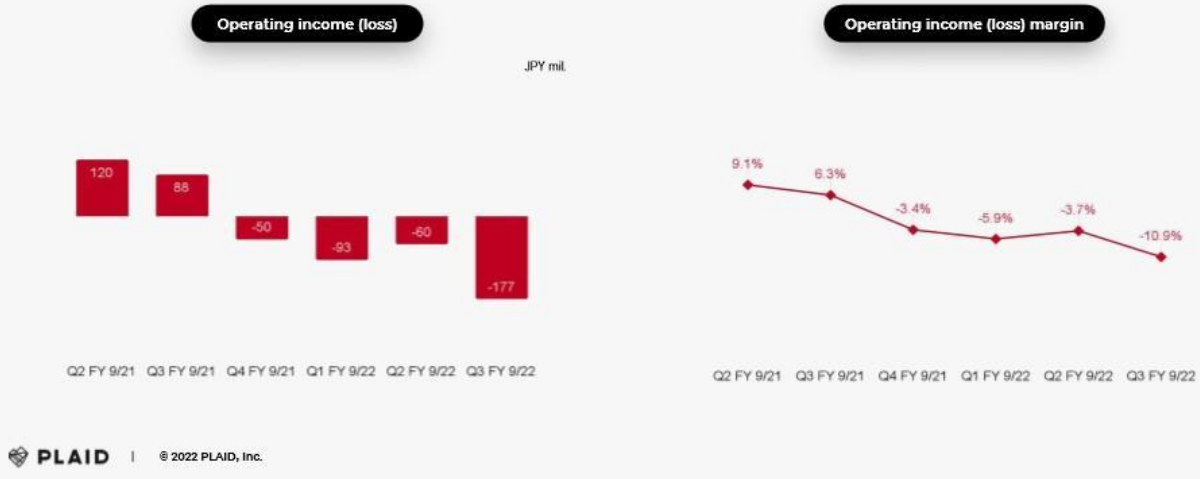 Operating income (loss)
JPY mil.
120
88
-50
-93
-60
-177
Q2 FY 9/21 Q3 FY 9/21 Q4 FY 9/21 Q1 FY 9/22 Q2 FY 9/22 Q3 FY 9/22
Operating income (loss) margin
9.1%
6.3%
-3.4%
-5.9%
-3.7%
-10.9%
Q2 FY 9/21 Q3 FY 9/21 Q4 FY 9/21 Q1 FY 9/22 Q2 FY 9/22 Q3 FY 9/22
PLAID | © 2022 PLAID, Inc.